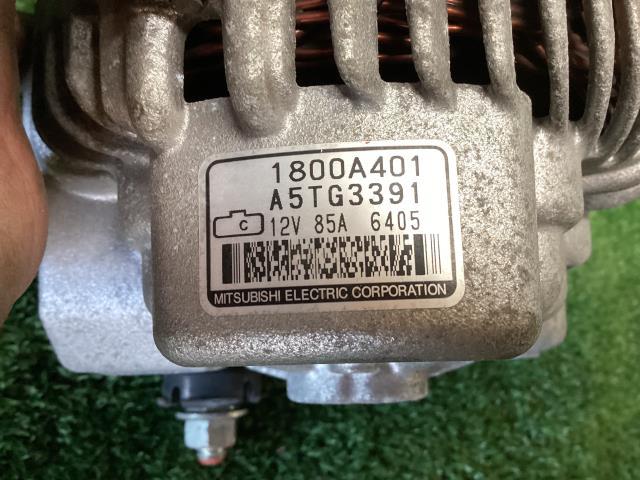 1800A401
A5TG3391
C 12V 85A 6405
MITSUBISHI ELECTRIC CORPORATION